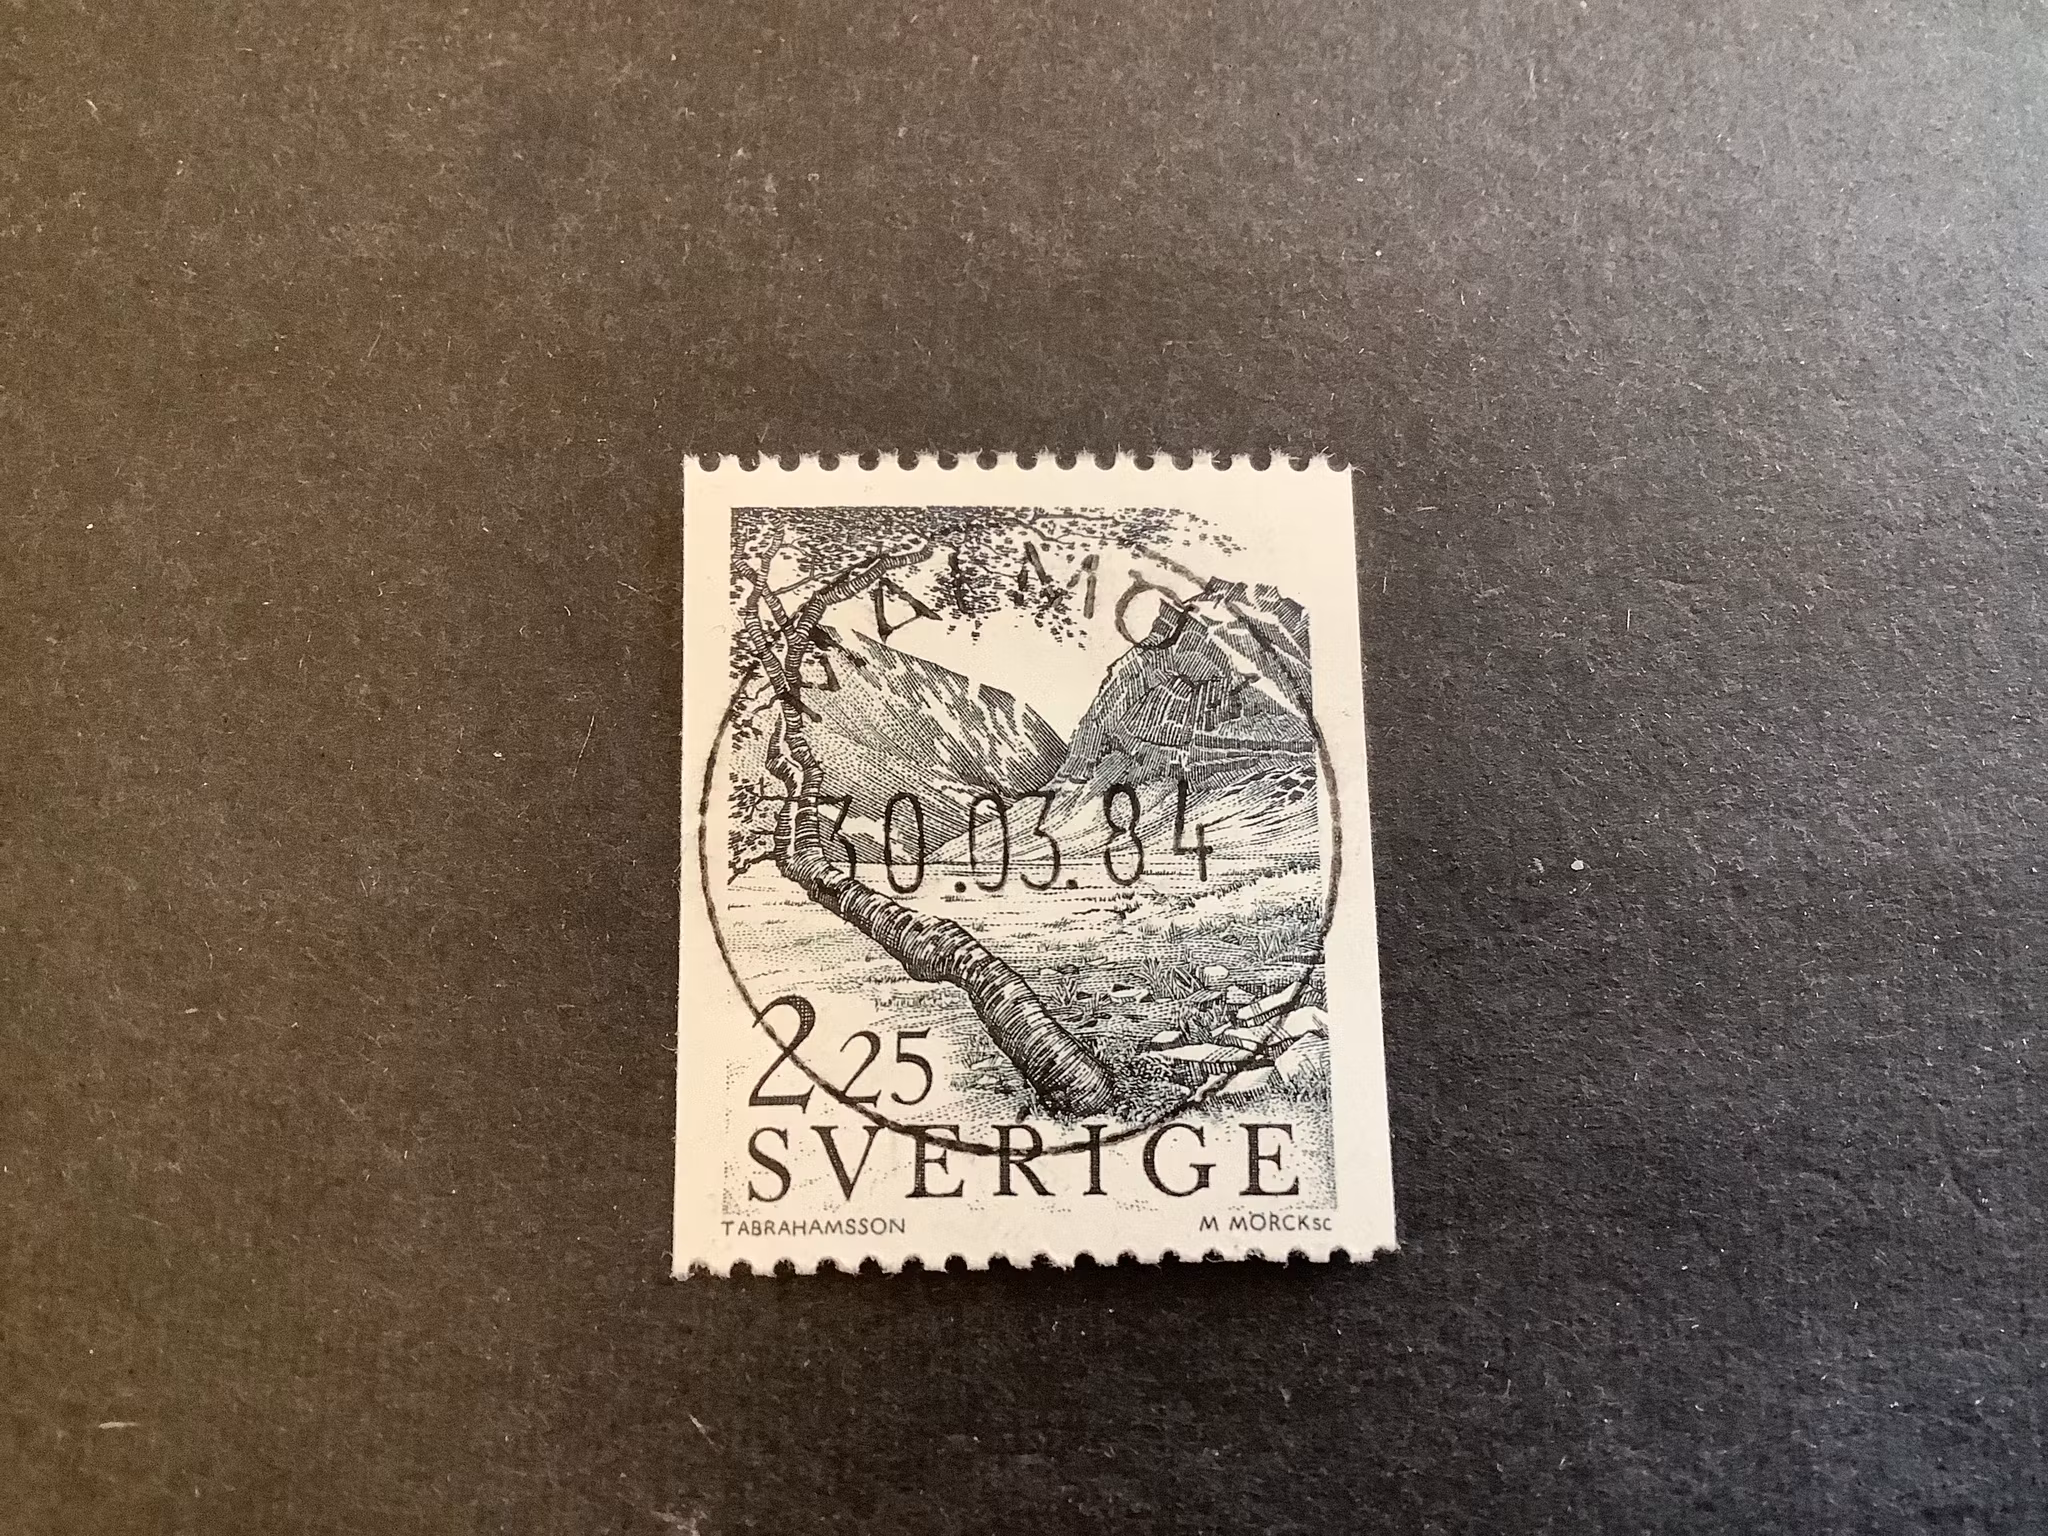 MALMÖ
30.03.84
2 25
SVERIGE
T ABRAHAMSSON
M MÖRCK SC